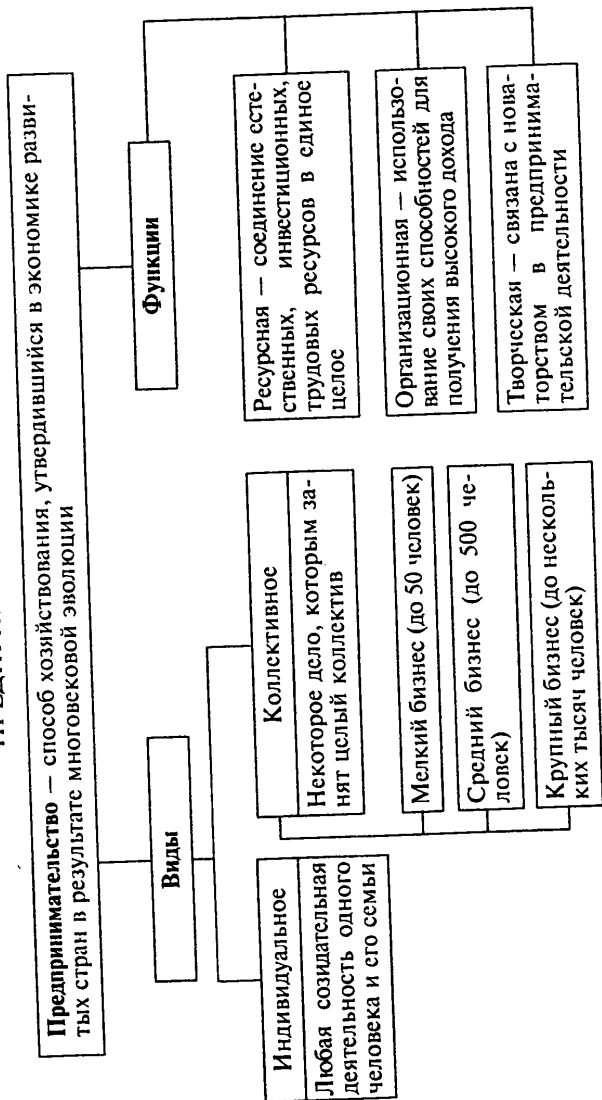 Предпринимательство — способ хозяйствования, утвердившийся в экономике разви-
тых стран в результате многовековой эволюции
Виды
Функции
Индивидуальное
Любая созидательная
деятельность одного
человека и его семьи
Коллективное
Некоторое дело, которым за-
нят целый коллектив
Мелкий бизнес (до 50 человек)
Средний бизнес (до 500 че-
ловек)
Крупный бизнес (до несколь-
ких тысяч человек)
Ресурсная — соединение есте-
ственных, инвестиционных,
трудовых ресурсов в единое
целое
Организационная — использо-
вание своих способностей для
получения высокого дохода
Творческая — связана с нова-
торством в предпринима-
тельской деятельности